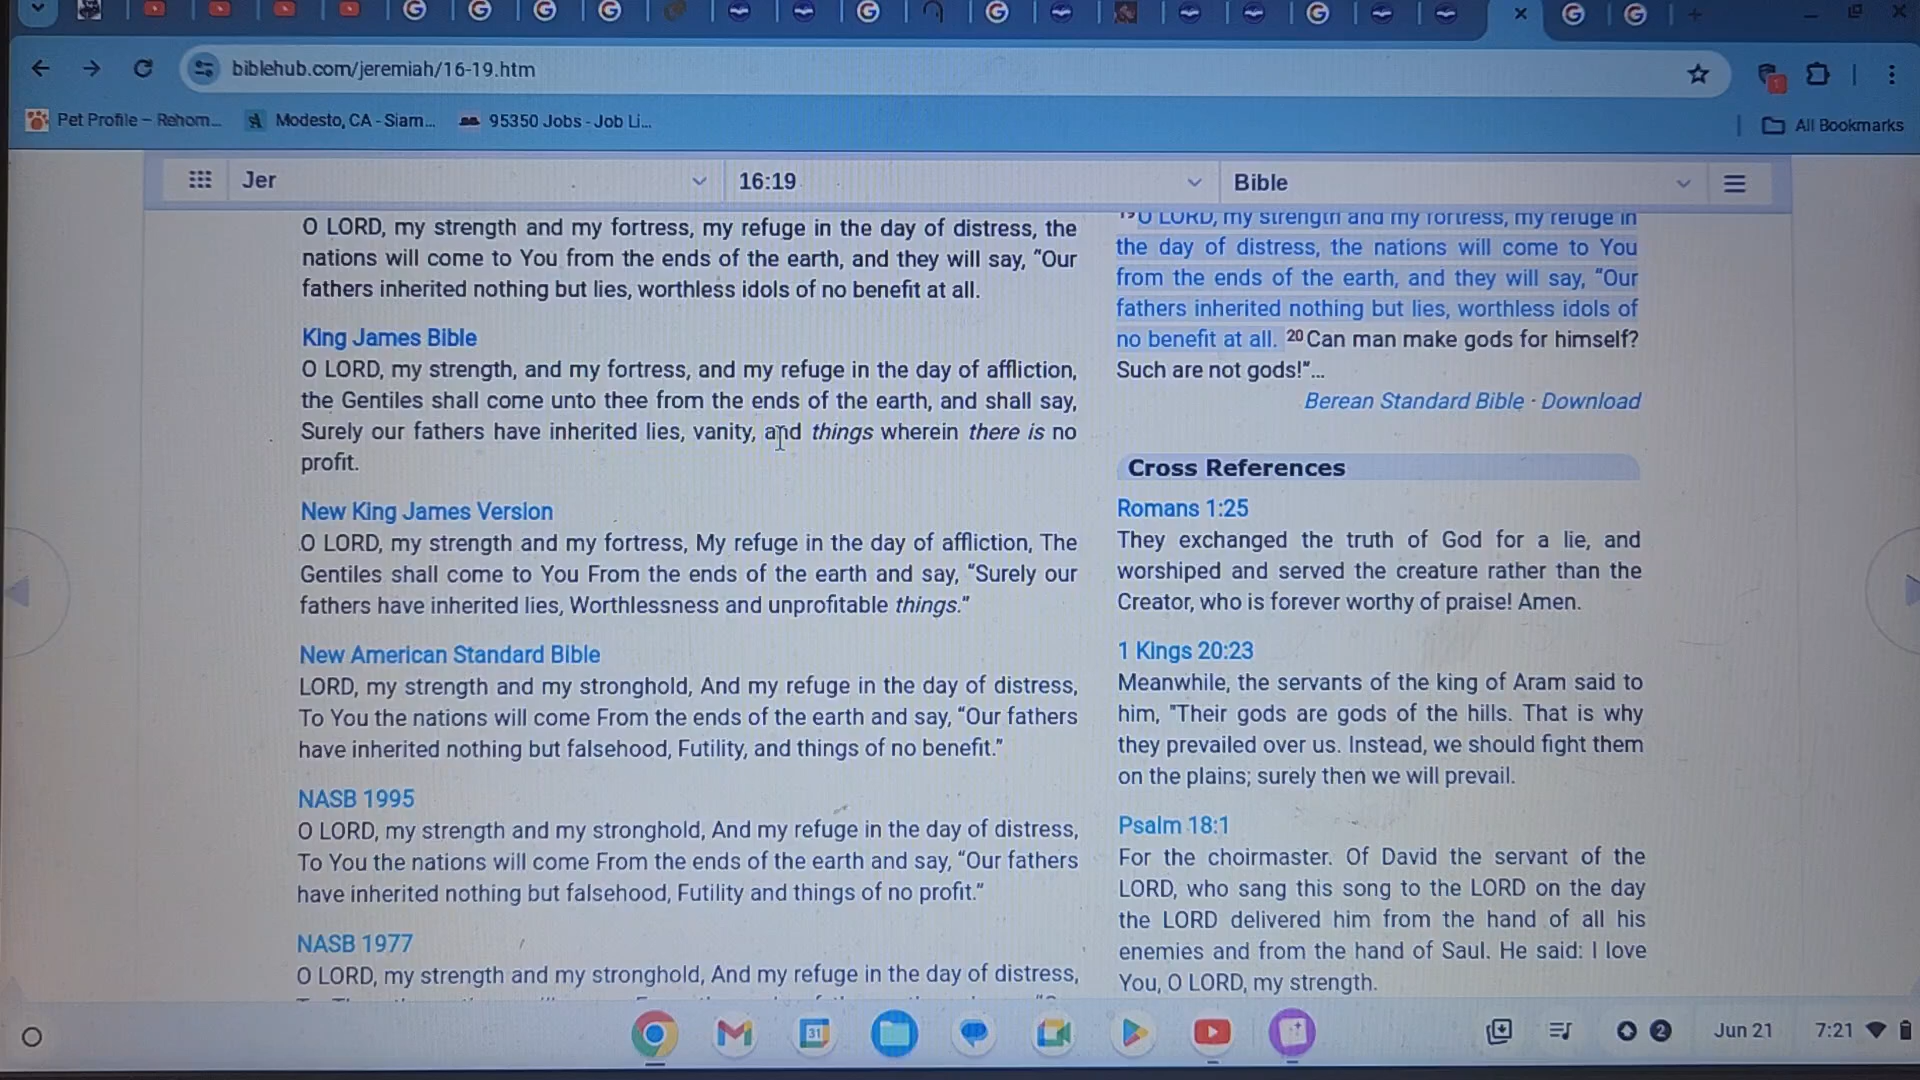 biblehub.com/jeremiah/16-19.htm
1
Pet Profile – Rehom...
Modesto, CA - Siam...
95350 Jobs - Job Li...
All Bookmarks
Jer
16:19
Bible
O LORD, my strength and my fortress, my refuge in the day of distress, the
nations will come to You from the ends of the earth, and they will say, “Our
fathers inherited nothing but lies, worthless idols of no benefit at all.
King James Bible
O LORD, my strength, and my fortress, and my refuge in the day of affliction,
the Gentiles shall come unto thee from the ends of the earth, and shall say,
Surely our fathers have inherited lies, vanity, and things wherein there is no
profit.
New King James Version
O LORD, my strength and my fortress, My refuge in the day of affliction, The
Gentiles shall come to You From the ends of the earth and say, “Surely our
fathers have inherited lies, Worthlessness and unprofitable things.”
New American Standard Bible
LORD, my strength and my stronghold, And my refuge in the day of distress,
To You the nations will come From the ends of the earth and say, “Our fathers
have inherited nothing but falsehood, Futility, and things of no benefit.”
NASB 1995
O LORD, my strength and my stronghold, And my refuge in the day of distress,
To You the nations will come From the ends of the earth and say, “Our fathers
have inherited nothing but falsehood, Futility and things of no profit.”
NASB 1977
O LORD, my strength and my stronghold, And my refuge in the day of distress,
19O LORD, my strength and my fortress, my refuge in
the day of distress, the nations will come to You
from the ends of the earth, and they will say, “Our
fathers inherited nothing but lies, worthless idols of
no benefit at all. 20Can man make gods for himself?
Such are not gods!”...
Berean Standard Bible · Download
Cross References
Romans 1:25
They exchanged the truth of God for a lie, and
worshiped and served the creature rather than the
Creator, who is forever worthy of praise! Amen.
1 Kings 20:23
Meanwhile, the servants of the king of Aram said to
him, "Their gods are gods of the hills. That is why
they prevailed over us. Instead, we should fight them
on the plains; surely then we will prevail.
Psalm 18:1
For the choirmaster. Of David the servant of the
LORD, who sang this song to the LORD on the day
the LORD delivered him from the hand of all his
enemies and from the hand of Saul. He said: I love
You, O LORD, my strength.
31
2
Jun 21
7:21